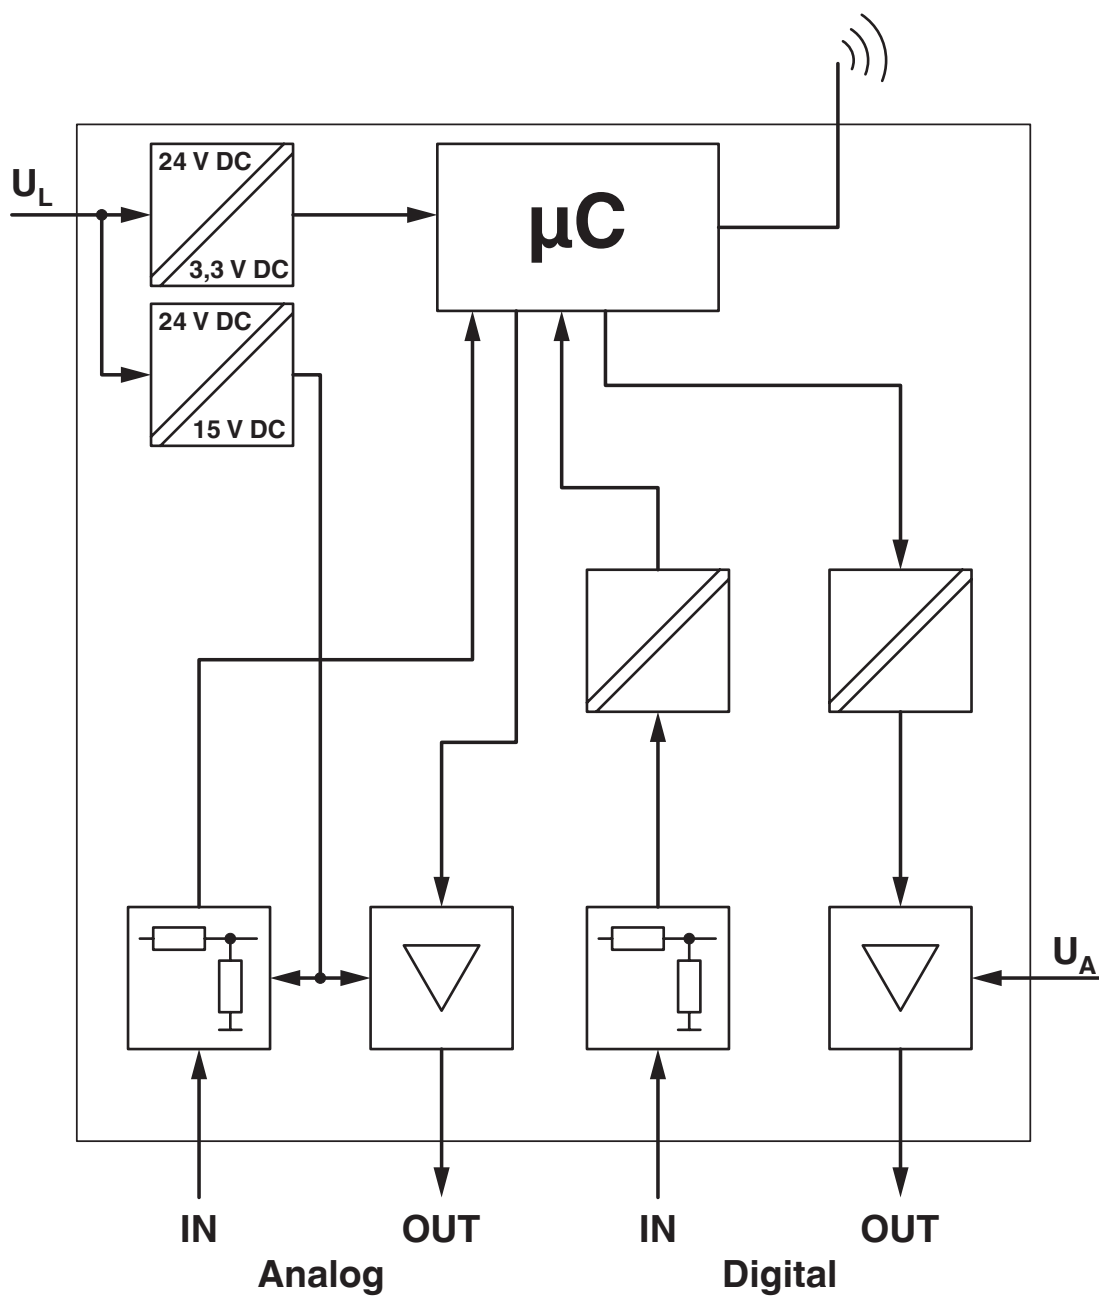 24 V DC
3,3 V DC
U_L
µC
24 V DC
15 V DC
U_A
IN OUT IN OUT
Analog Digital